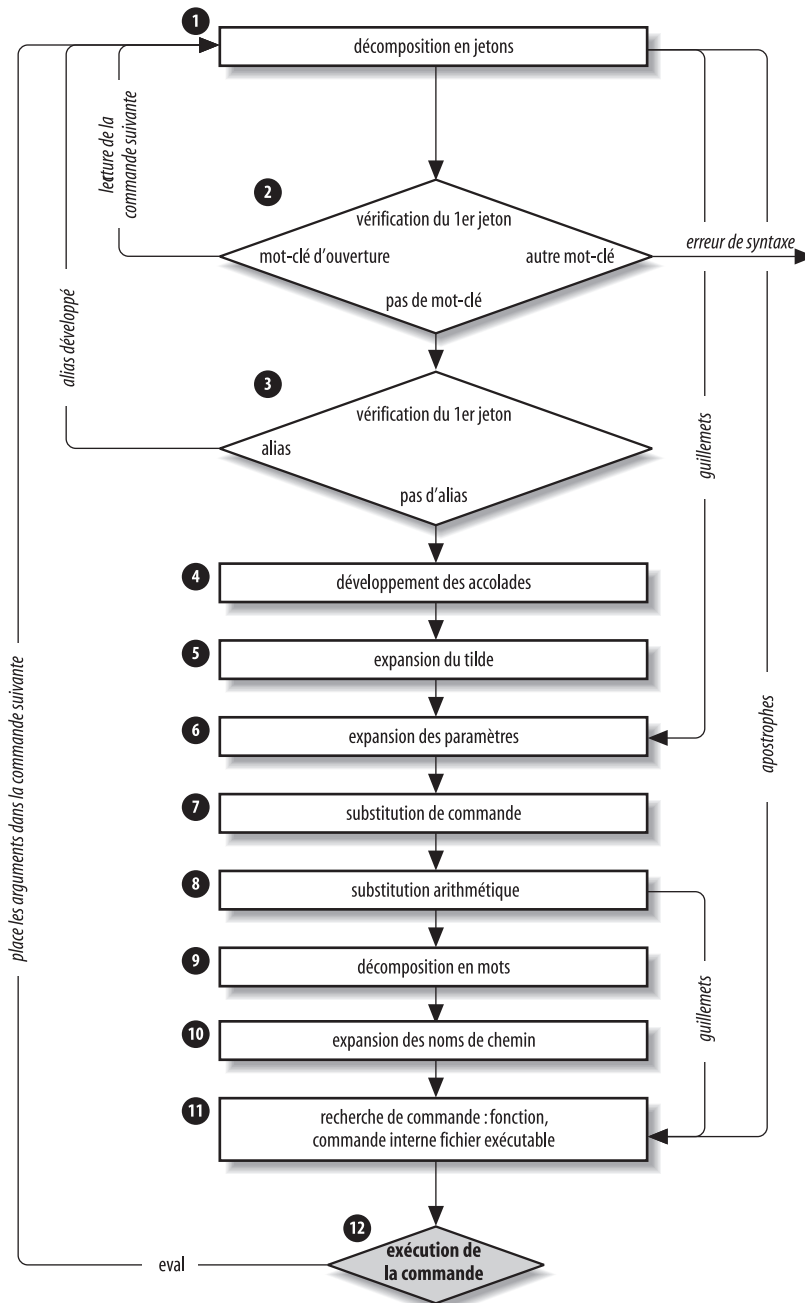 1
décomposition en jetons
lecture de la
commande suivante
2
vérification du 1er jeton
mot-clé d'ouverture
autre mot-clé
pas de mot-clé
erreur de syntaxe
alias développé
3
vérification du 1er jeton
alias
pas d'alias
guillemets
4
développement des accolades
5
expansion du tilde
6
expansion des paramètres
apostrophes
7
substitution de commande
place les arguments dans la commande suivante
8
substitution arithmétique
9
décomposition en mots
guillemets
10
expansion des noms de chemin
11
recherche de commande : fonction,
commande interne fichier exécutable
12
exécution de
la commande
eval